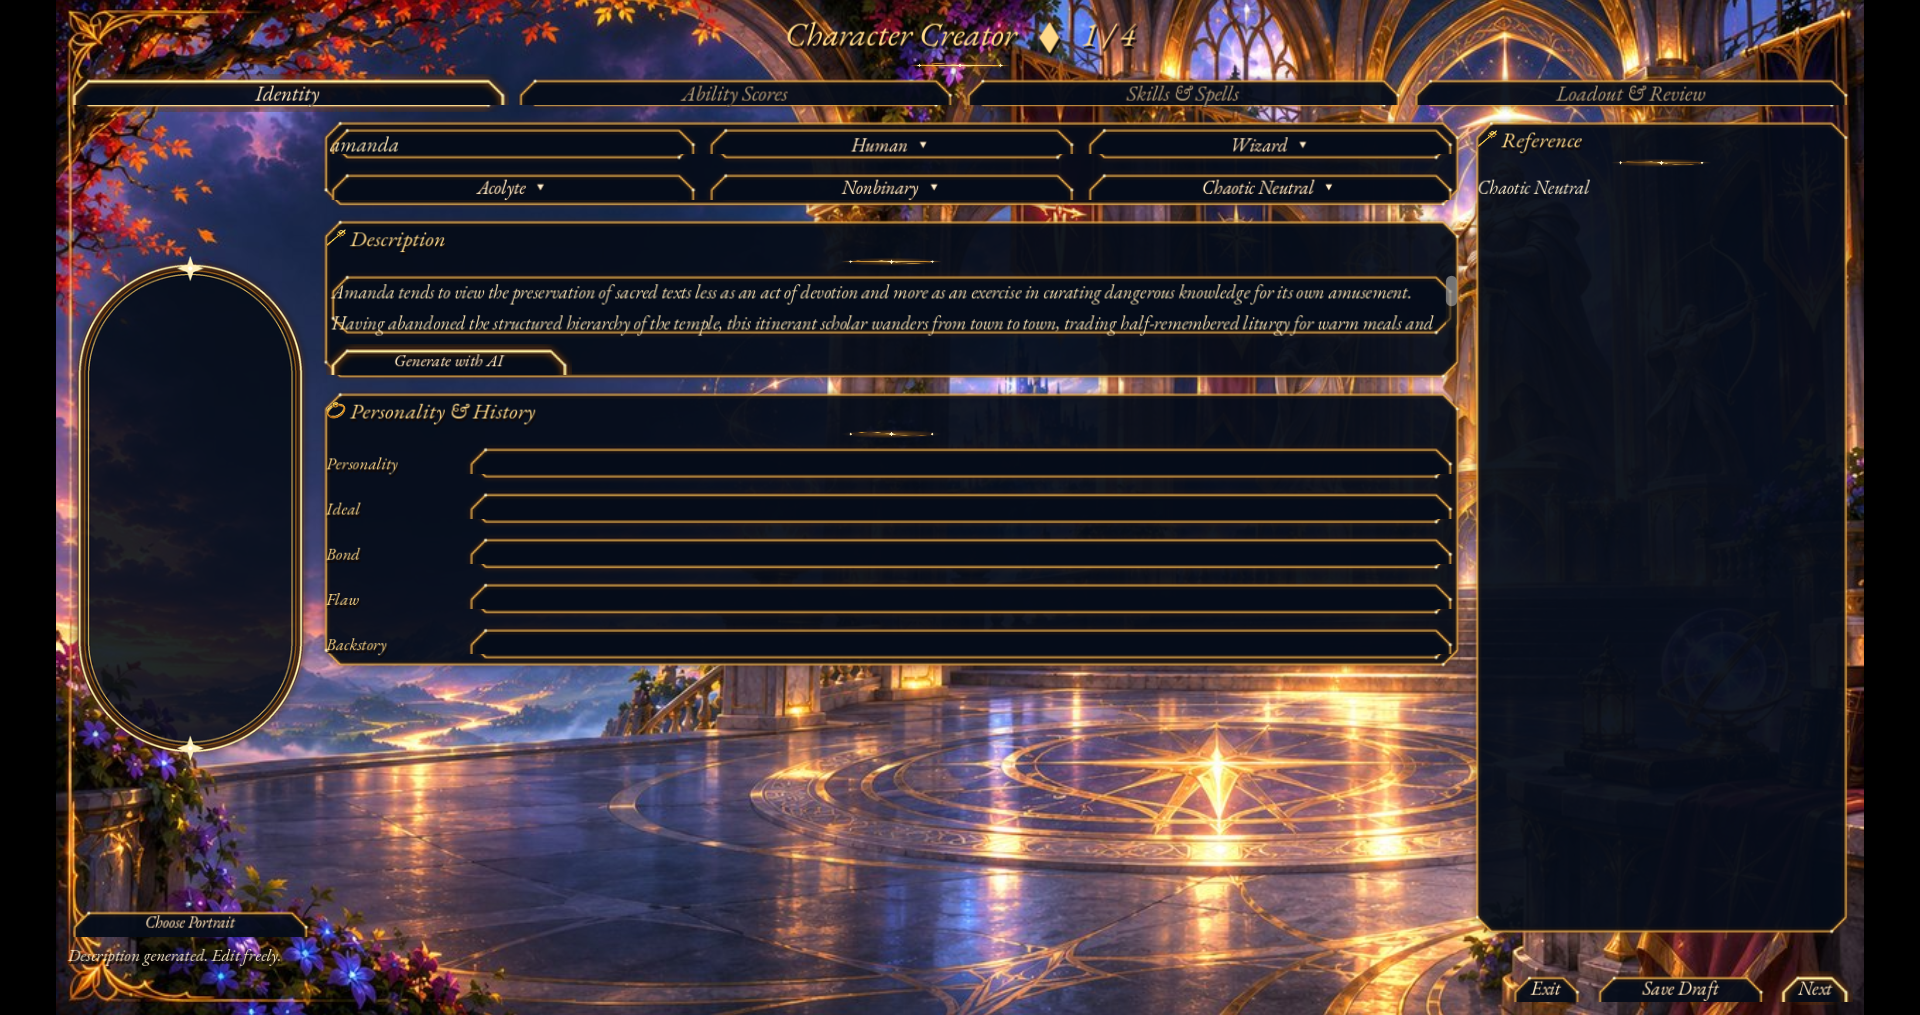 Character Creator 1/4
Identity
Ability Scores
Skills & Spells
Loadout & Review
amanda
Human
Wizard
Acolyte
Nonbinary
Chaotic Neutral
Description
Amanda tends to view the preservation of sacred texts less as an act of devotion and more as an exercise in curating dangerous knowledge for its own amusement.
Having abandoned the structured hierarchy of the temple, this itinerant scholar wanders from town to town, trading half-remembered liturgy for warm meals and
Generate with AI
Personality & History
Personality
Ideal
Bond
Flaw
Backstory
Reference
Chaotic Neutral
Choose Portrait
Description generated. Edit freely.
Exit
Save Draft
Next